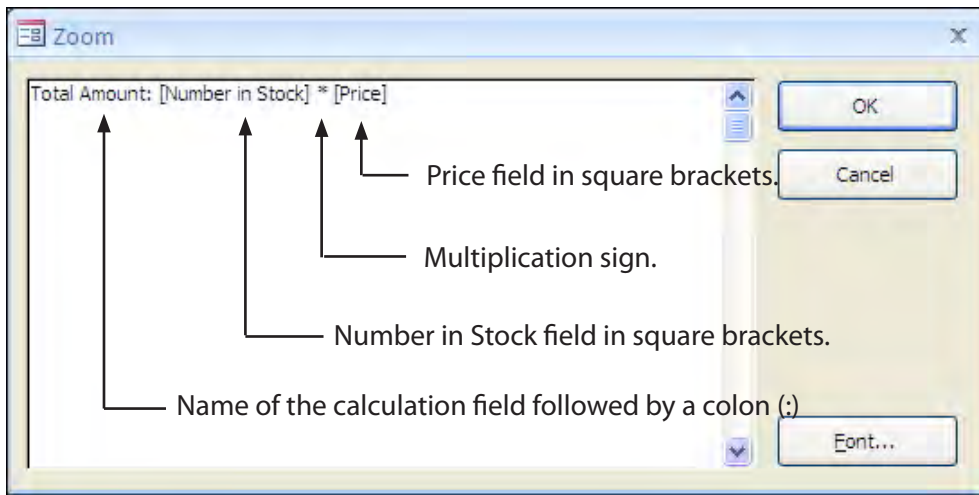 Zoom
Total Amount: [Number in Stock] * [Price]
OK
Price field in square brackets.
Cancel
Multiplication sign.
Number in Stock field in square brackets.
Name of the calculation field followed by a colon (:)
Font...